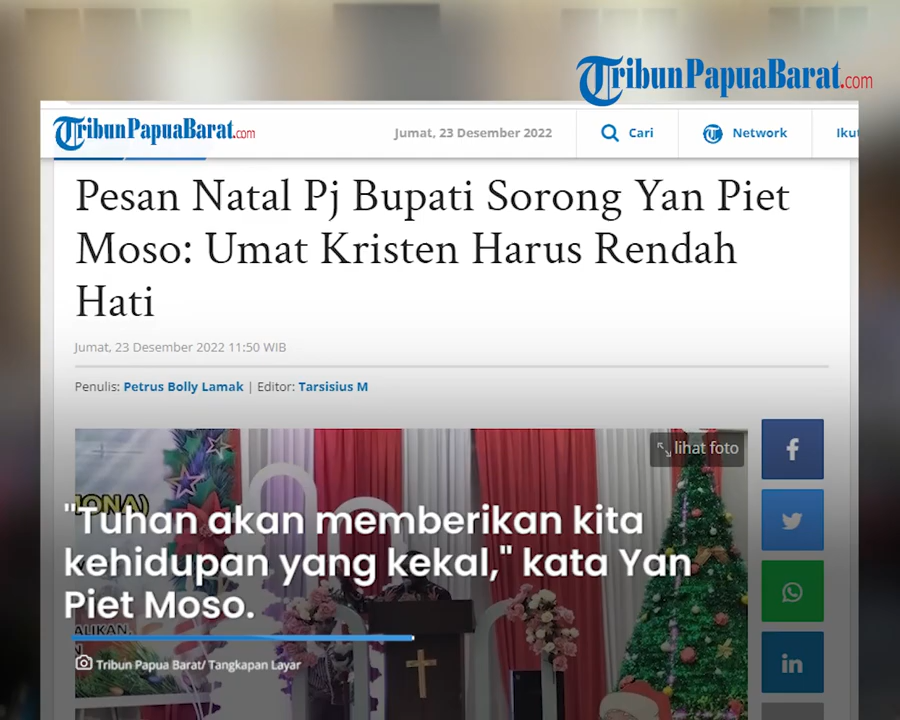 TribunPapuaBarat.com
TribunPapuaBarat.com
Jumat, 23 Desember 2022
Cari
Network
Ikut
Pesan Natal Pj Bupati Sorong Yan Piet
Moso: Umat Kristen Harus Rendah
Hati
Jumat, 23 Desember 2022 11:50 WIB
Penulis: Petrus Bolly Lamak | Editor: Tarsisius M
lihat foto
"Tuhan akan memberikan kita
kehidupan yang kekal," kata Yan
Piet Moso.
ALIKAN.
Tribun Papua Barat/ Tangkapan Layar